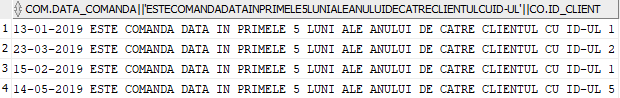 COM.DATA_COMANDA||'ESTECOMANDADATAINPRIMELE5LUNIALEANULUIDECATRECLIENTULCUID-UL'||CO.ID_CLIENT
1 13-01-2019 ESTE COMANDA DATA IN PRIMELE 5 LUNI ALE ANULUI DE CATRE CLIENTUL CU ID-UL 1
2 23-03-2019 ESTE COMANDA DATA IN PRIMELE 5 LUNI ALE ANULUI DE CATRE CLIENTUL CU ID-UL 2
3 15-02-2019 ESTE COMANDA DATA IN PRIMELE 5 LUNI ALE ANULUI DE CATRE CLIENTUL CU ID-UL 1
4 14-05-2019 ESTE COMANDA DATA IN PRIMELE 5 LUNI ALE ANULUI DE CATRE CLIENTUL CU ID-UL 5